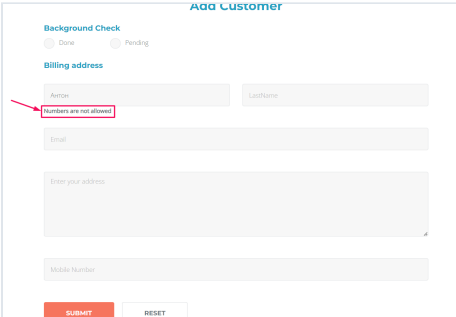 Add Customer
Background Check
Done Pending
Billing address
Aaron LastName
Numbers are not allowed
Email
Enter your address
Mobile Number
SUBMIT RESET